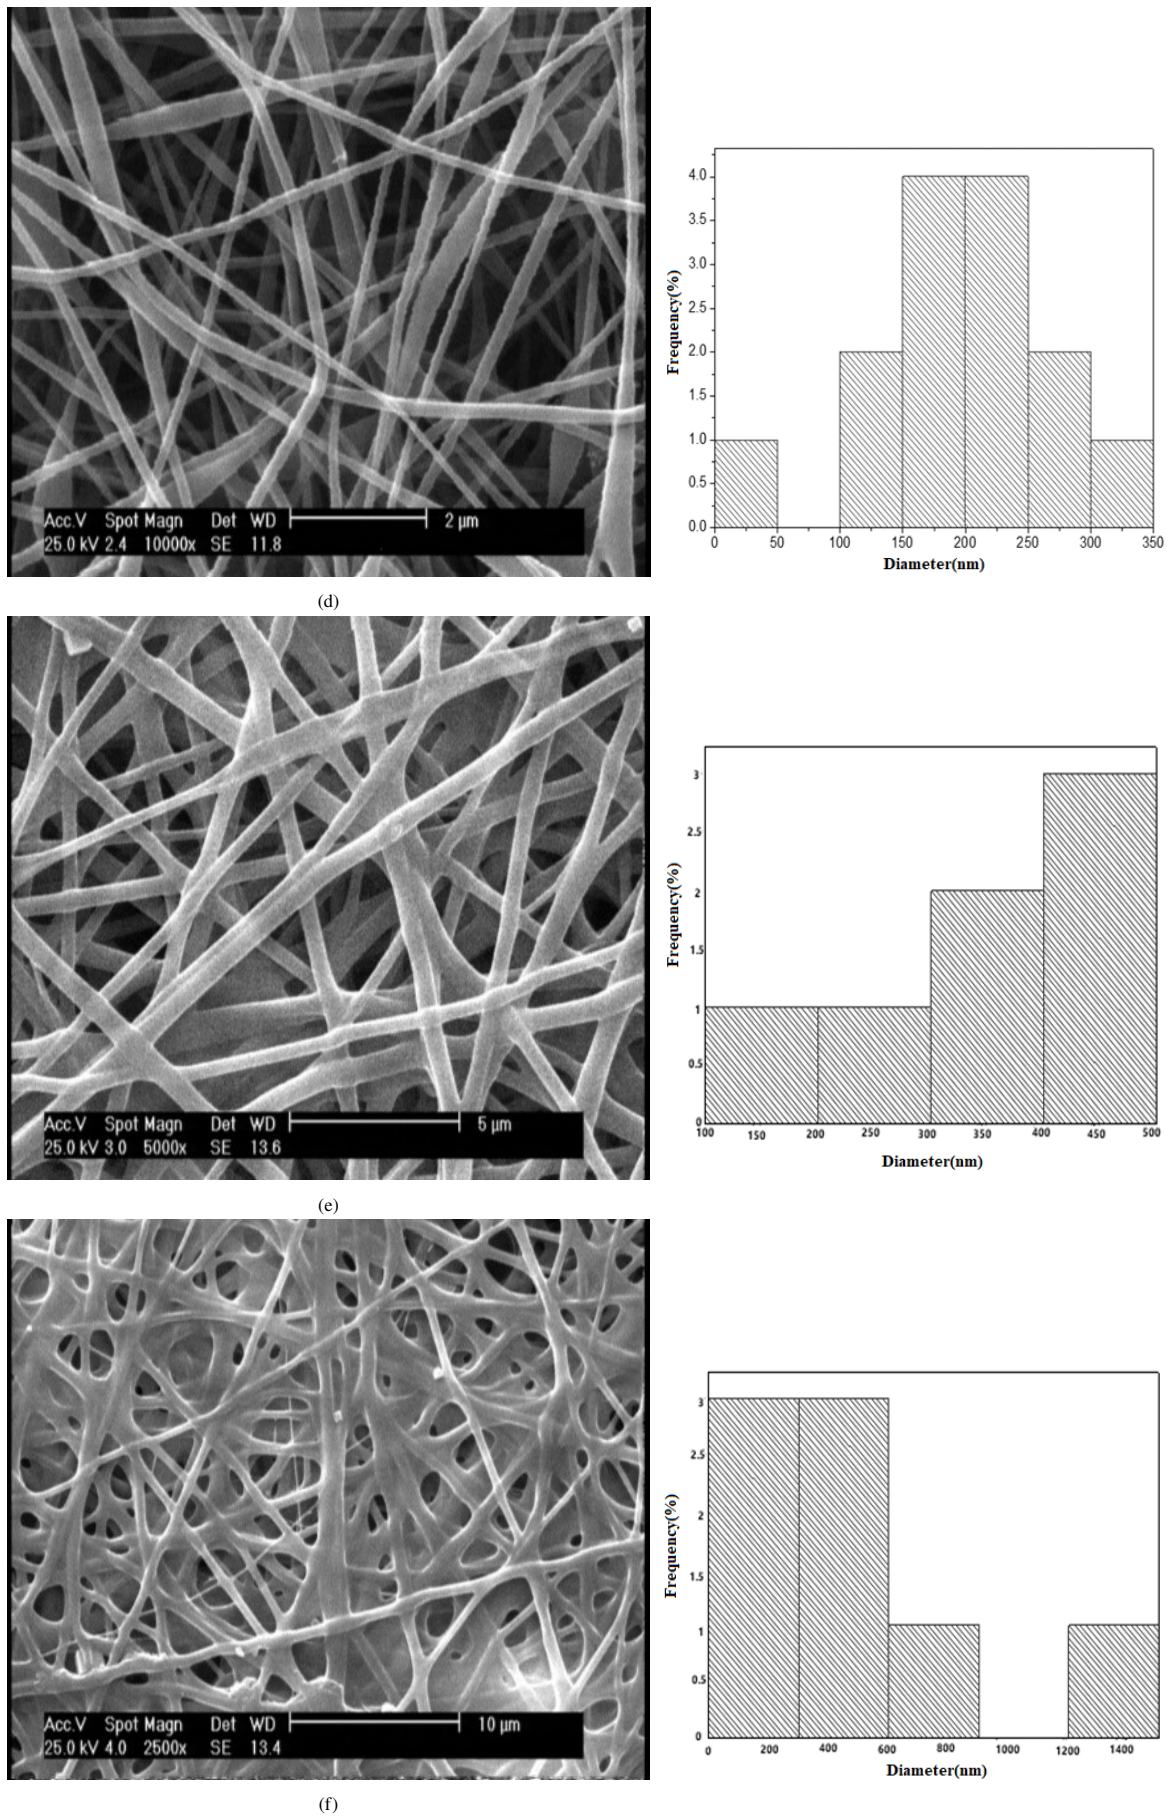 4.0
3.5
3.0
2.5
2.0
1.5
1.0
0.5
0.0
Frequency(%)
0 50 100 150 200 250 300 350
Diameter(nm)
Acc.V Spot Magn Det WD 2 µm
25.0 kV 2.4 10000x SE 11.8
(d)
3
2.5
2
1.5
1
0.5
0
Frequency(%)
100 150 200 250 300 350 400 450 500
Diameter(nm)
Acc.V Spot Magn Det WD 5 µm
25.0 kV 3.0 5000x SE 13.6
(e)
3
2.5
2
1.5
1
0.5
0
Frequency(%)
0 200 400 600 800 1000 1200 1400
Diameter(nm)
Acc.V Spot Magn Det WD 10 µm
25.0 kV 4.0 2500x SE 13.4
(f)